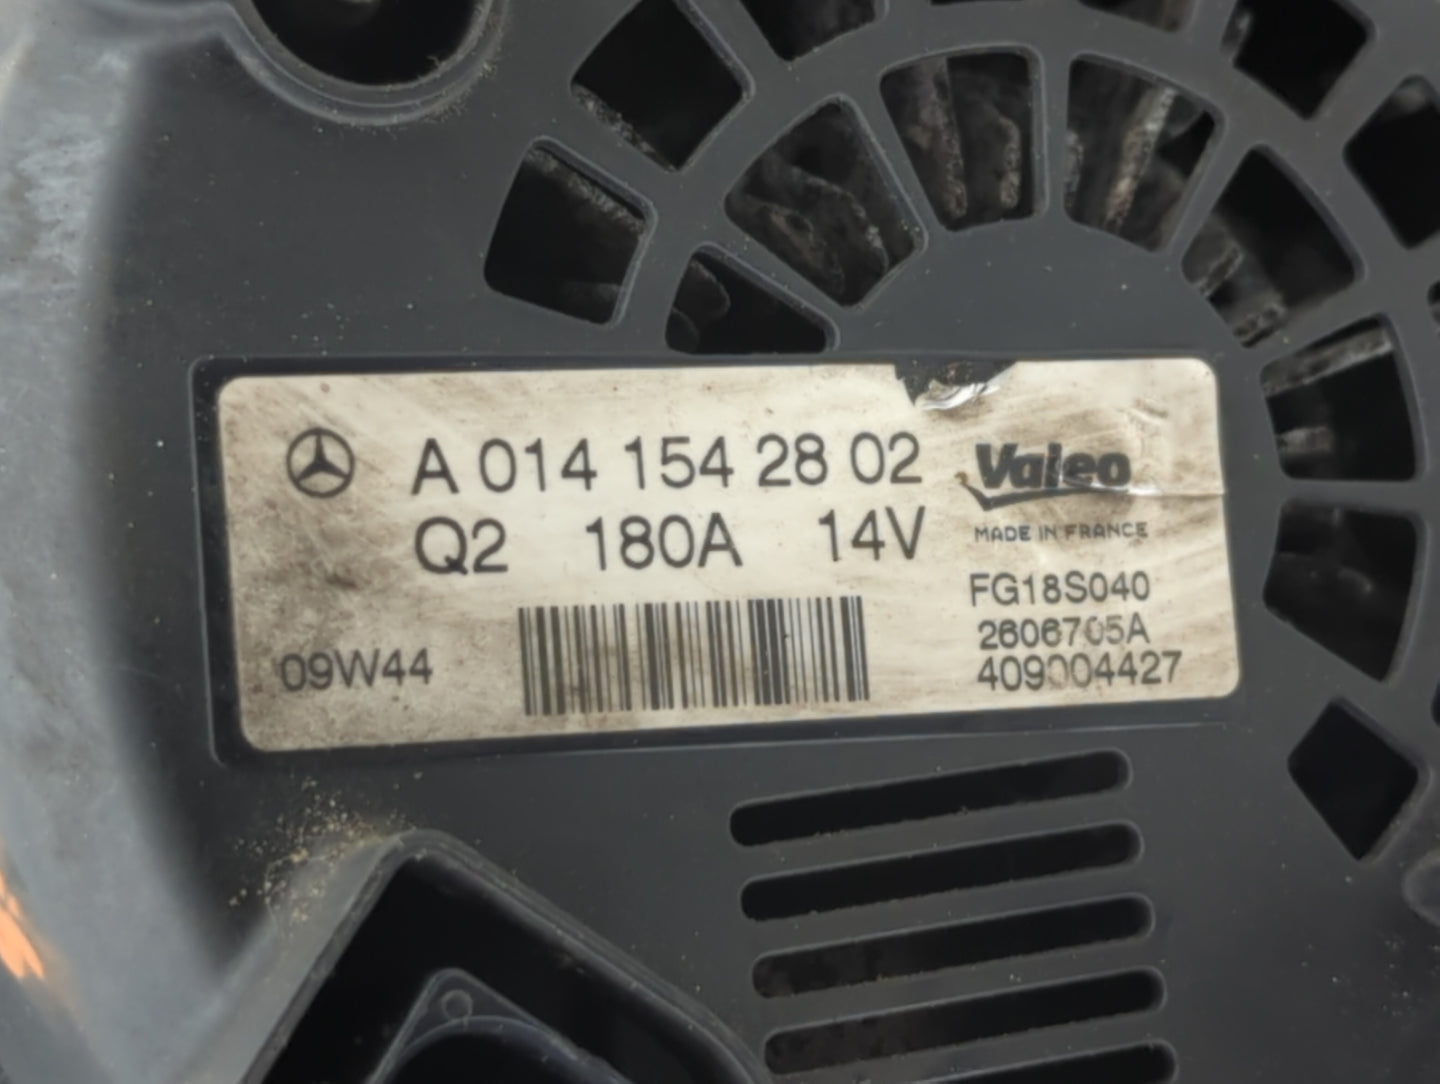 A 014 154 28 02
Q2 180A 14V
09W44
Valeo
MADE IN FRANCE
FG18S040
2606705A
409004427